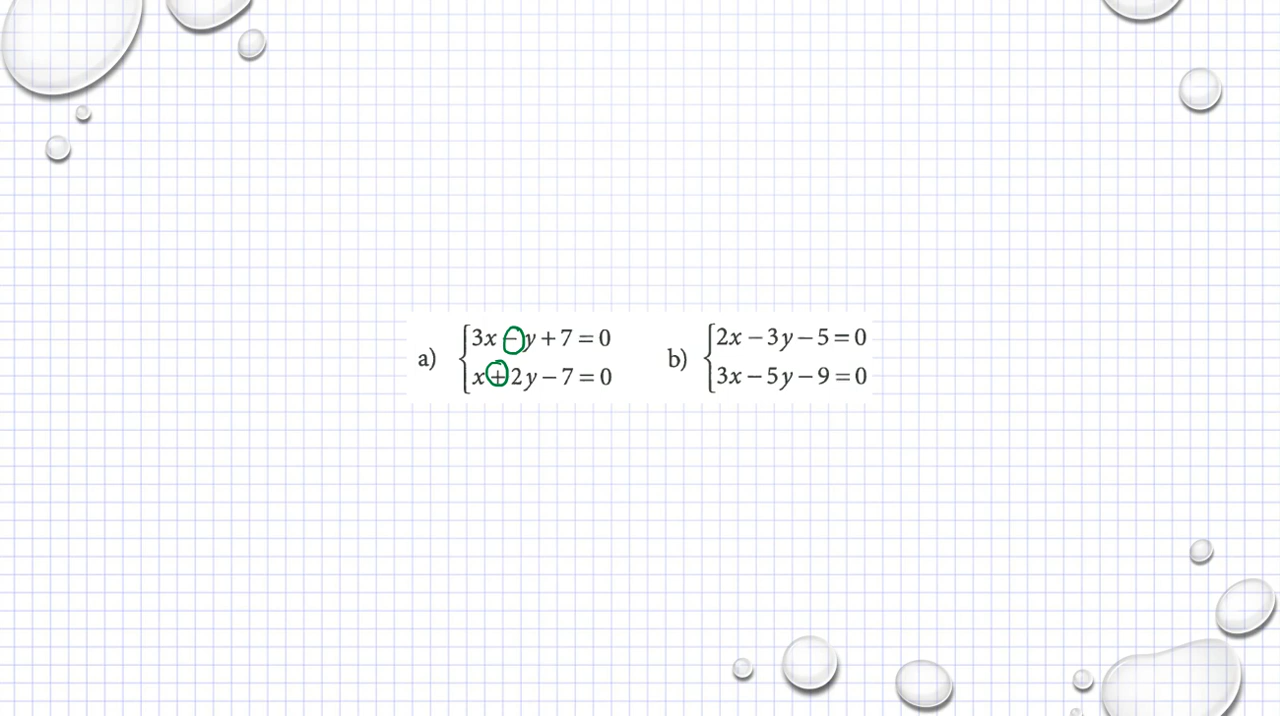 a) 3x − y + 7 = 0
x + 2y − 7 = 0
b) 2x − 3y − 5 = 0
3x − 5y − 9 = 0